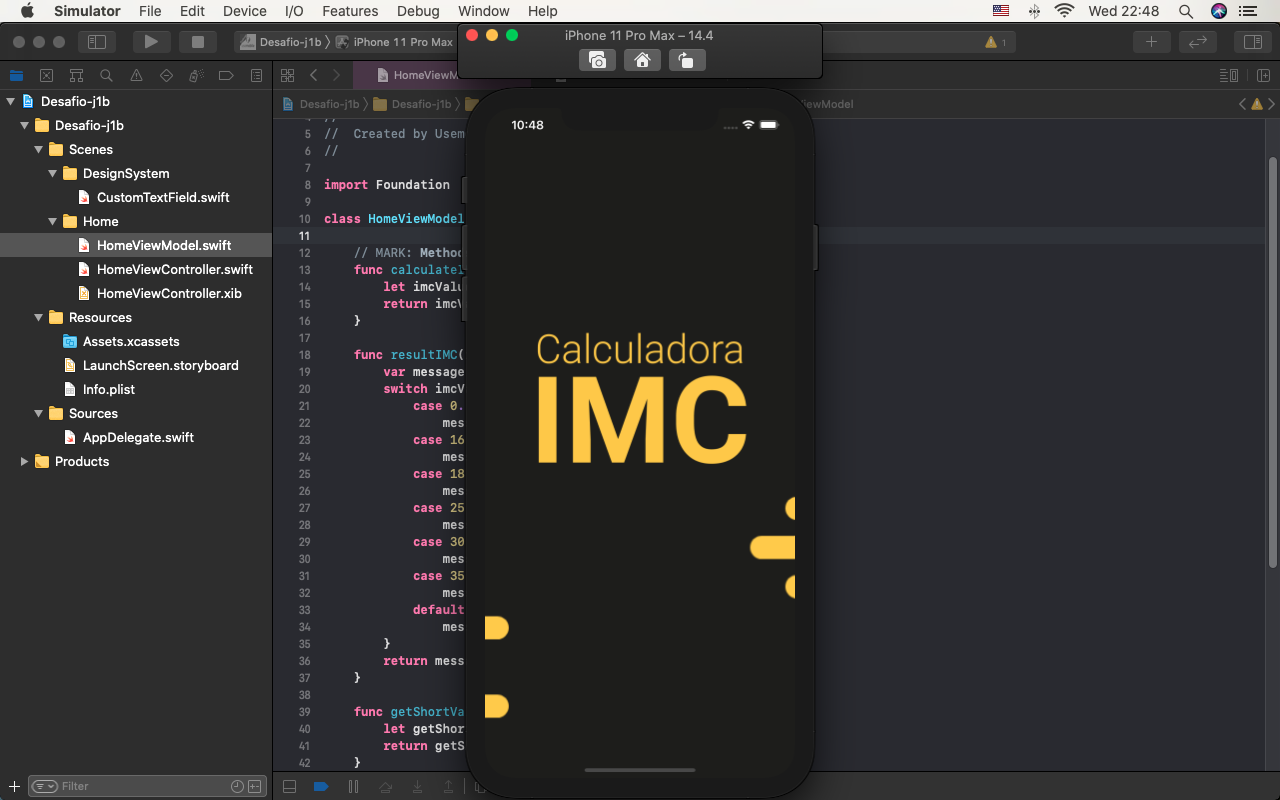 Simulator File Edit Device I/O Features Debug Window Help Wed 22:48
Desafio-j1b iPhone 11 Pro Max
iPhone 11 Pro Max – 14.4
1
Desafio-j1b
Desafio-j1b
Scenes
DesignSystem
CustomTextField.swift
Home
HomeViewModel.swift
HomeViewController.swift
HomeViewController.xib
Resources
Assets.xcassets
LaunchScreen.storyboard
Info.plist
Sources
AppDelegate.swift
Products
Filter
HomeViewM
Desafio-j1b Desafio-j1b ewModel
4 //
5 // Created by Usem
6 //
7
8 import Foundation
9
10 class HomeViewModel
11
12 // MARK: Method
13 func calculateI
14 let imcValu
15 return imcV
16 }
17
18 func resultIMC(
19 var message
20 switch imcV
21 case 0.
22 mes
23 case 16
24 mes
25 case 18
26 mes
27 case 25
28 mes
29 case 30
30 mes
31 case 35
32 mes
33 default
34 mes
35 }
36 return mess
37 }
38
39 func getShortVa
40 let getShor
41 return getS
42 }
10:48
Calculadora
IMC